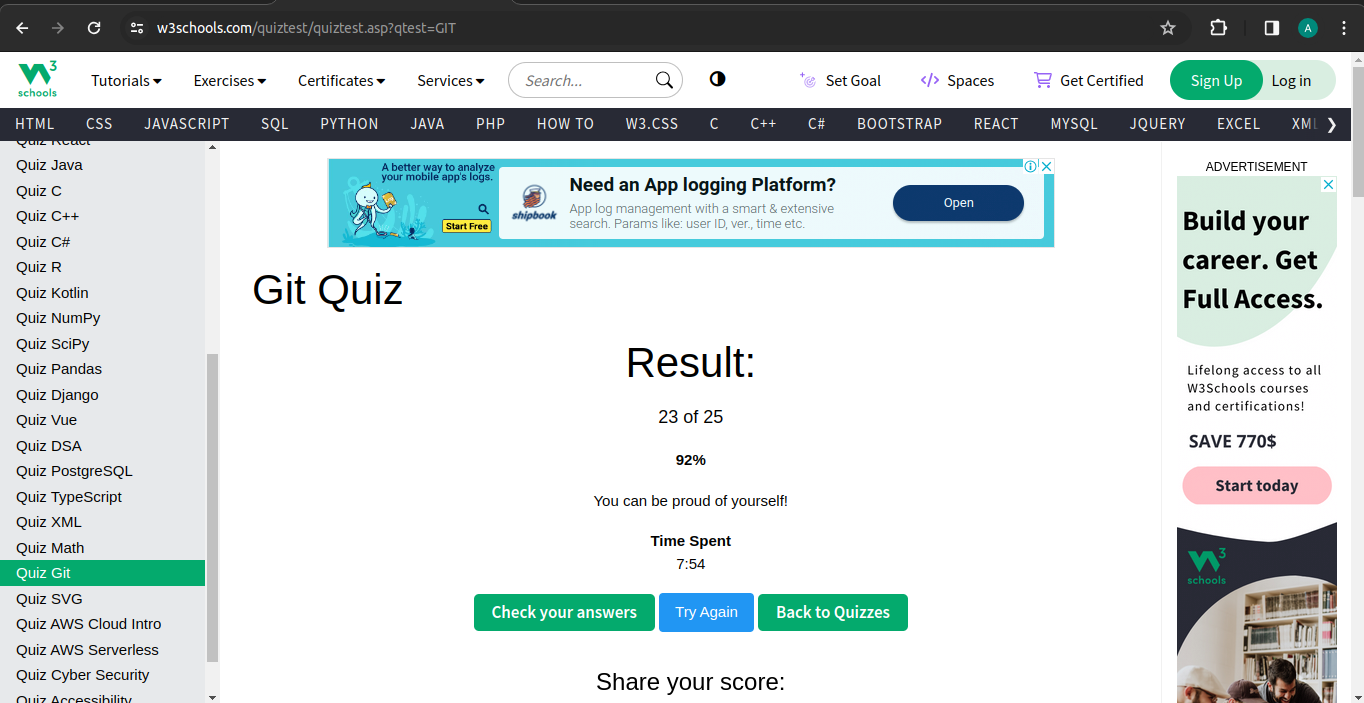 w3schools.com/quiztest/quiztest.asp?qtest=GIT
A
W3
schools
Tutorials
Exercises
Certificates
Services
Search...
Set Goal
Spaces
Get Certified
Sign Up
Log in
HTML CSS JAVASCRIPT SQL PYTHON JAVA PHP HOW TO W3.CSS C C++ C# BOOTSTRAP REACT MYSQL JQUERY EXCEL XML
Quiz React
Quiz Java
Quiz C
Quiz C++
Quiz C#
Quiz R
Quiz Kotlin
Quiz NumPy
Quiz SciPy
Quiz Pandas
Quiz Django
Quiz Vue
Quiz DSA
Quiz PostgreSQL
Quiz TypeScript
Quiz XML
Quiz Math
Quiz Git
Quiz SVG
Quiz AWS Cloud Intro
Quiz AWS Serverless
Quiz Cyber Security
Quiz Accessibility
A better way to analyze
your mobile app's logs.
Start Free
shipbook
Need an App logging Platform?
App log management with a smart & extensive
search. Params like: user ID, ver., time etc.
Open
Git Quiz
Result:
23 of 25
92%
You can be proud of yourself!
Time Spent
7:54
Check your answers
Try Again
Back to Quizzes
Share your score:
ADVERTISEMENT
Build your
career. Get
Full Access.
Lifelong access to all
W3Schools courses
and certifications!
SAVE 770$
Start today
W3
schools